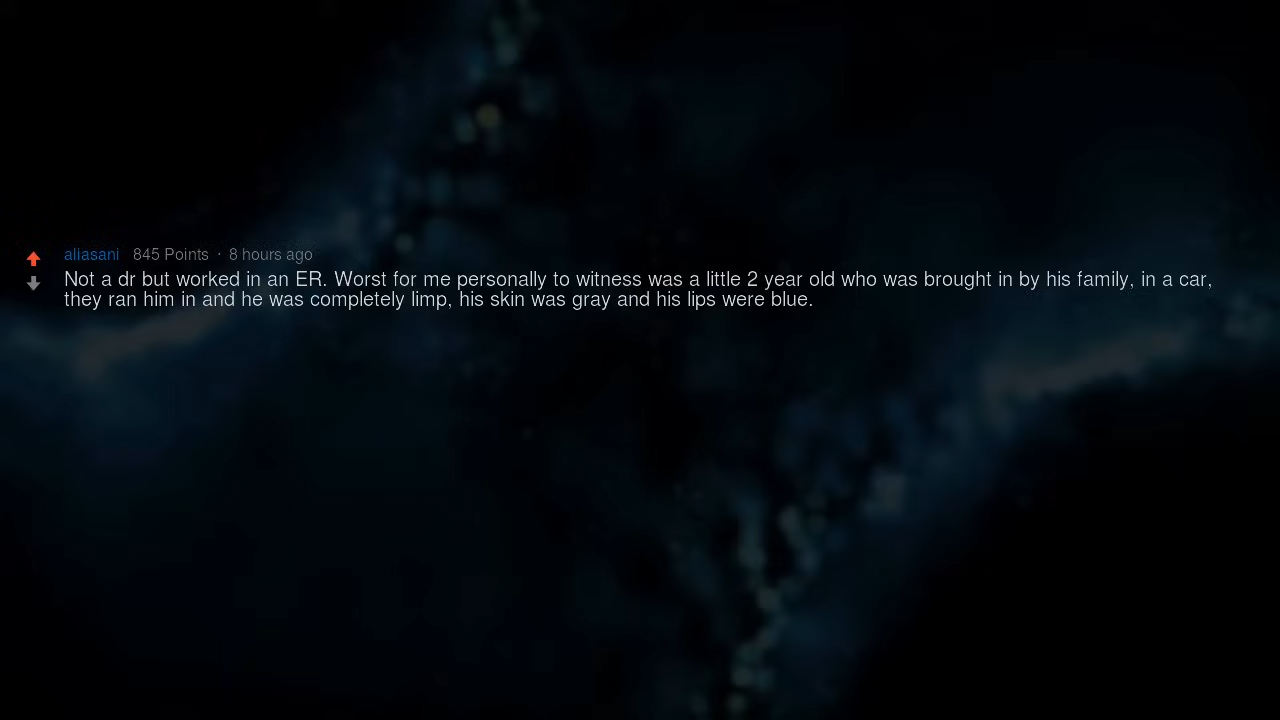 aliasani 845 Points · 8 hours ago
Not a dr but worked in an ER. Worst for me personally to witness was a little 2 year old who was brought in by his family, in a car,
they ran him in and he was completely limp, his skin was gray and his lips were blue.